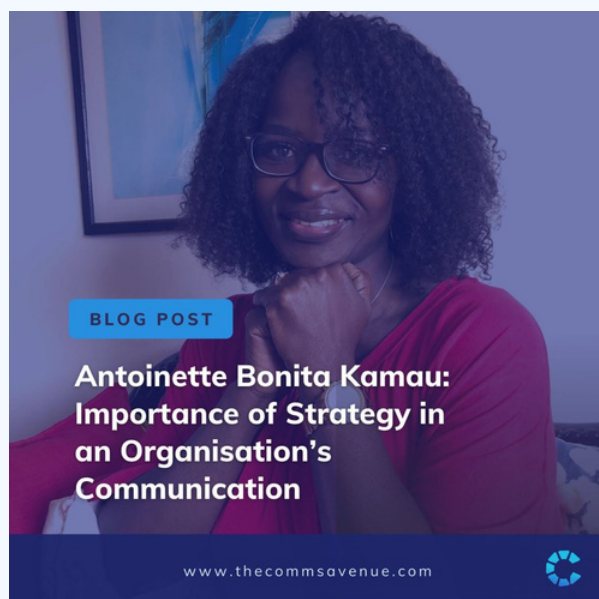 BLOG POST
Antoinette Bonita Kamau:
Importance of Strategy in
an Organisation’s
Communication
www.thecommsavenue.com